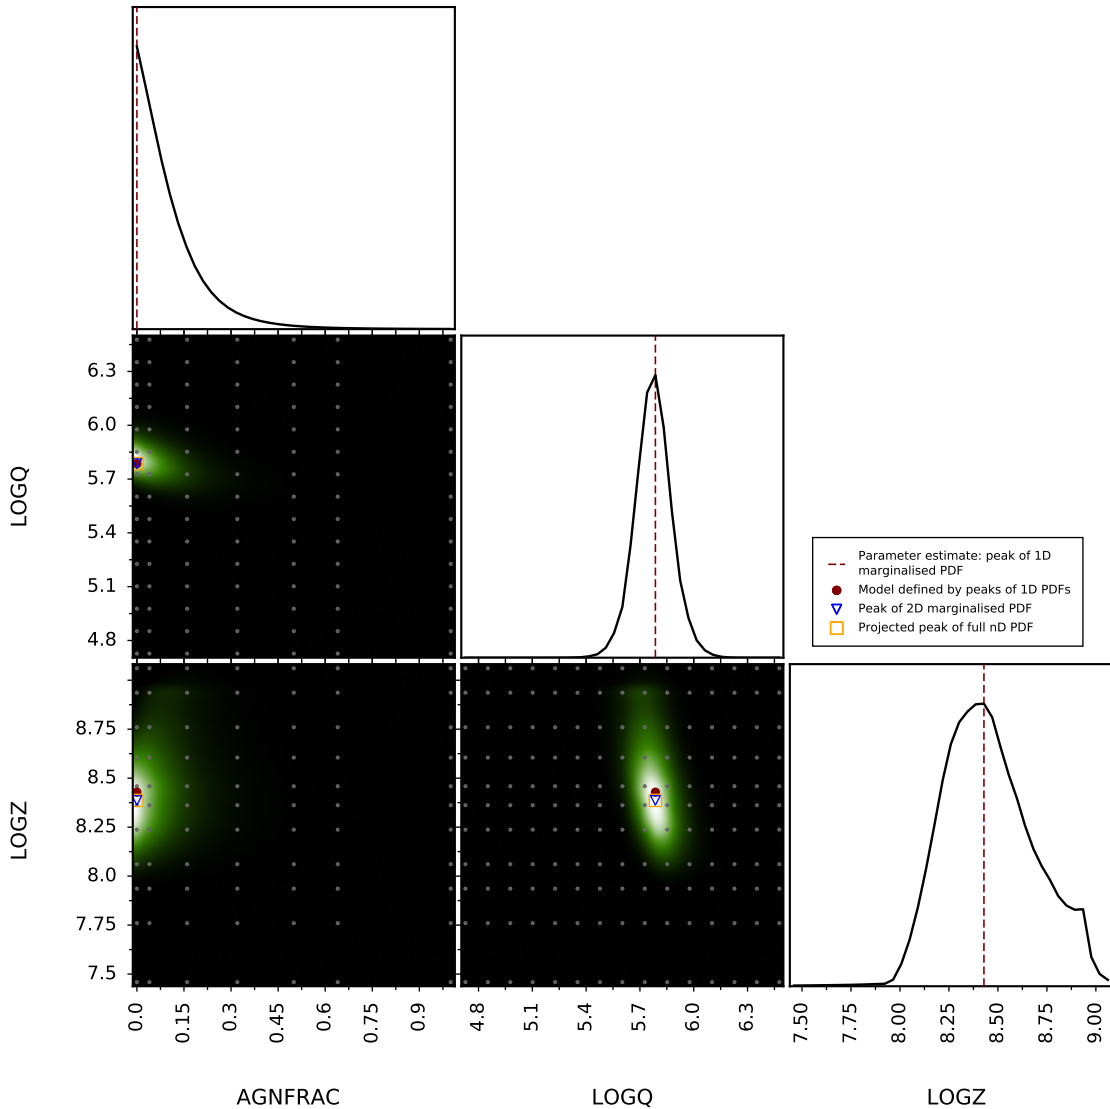 6.3
6.0
5.7
5.4
5.1
4.8
LOGQ
Parameter estimate: peak of 1D
marginalised PDF
Model defined by peaks of 1D PDFs
Peak of 2D marginalised PDF
Projected peak of full nD PDF
8.75
8.5
8.25
8.0
7.75
7.5
LOGZ
0.0 0.15 0.3 0.45 0.6 0.75 0.9
4.8 5.1 5.4 5.7 6.0 6.3
7.50 7.75 8.00 8.25 8.50 8.75 9.00
AGNFRAC LOGQ LOGZ